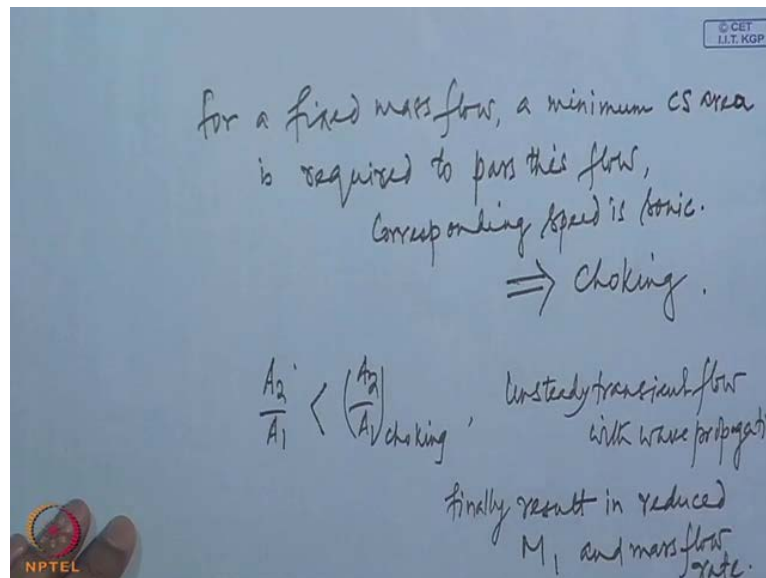 © CET
I.I.T. KGP
for a fixed mass flow, a minimum cs area
is required to pass this flow,
Corresponding speed is sonic.
⇒ Choking.
A₂/A₁ < (A₂/A₁)choking, Unsteady transient flow
with wave propagati
finally result in reduced
M₁ and mass flow
rate.
NPTEL